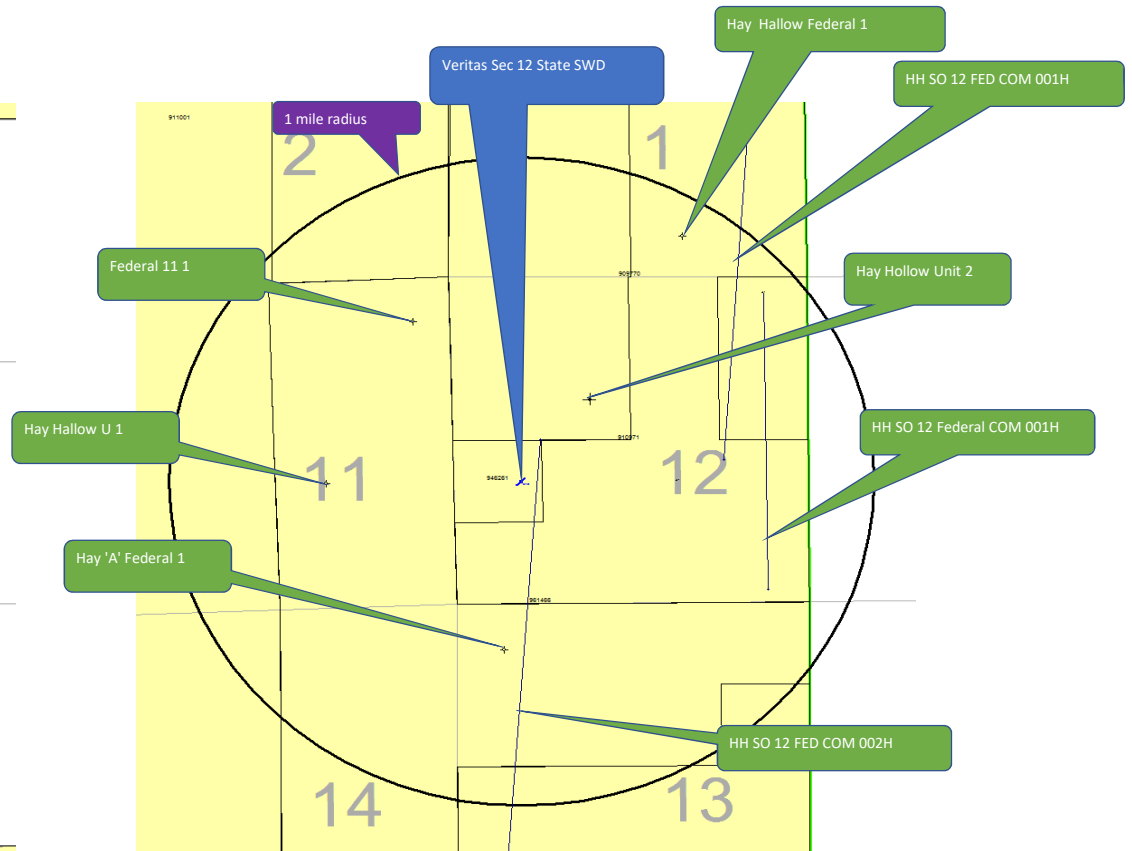 Hay Hallow Federal 1
Veritas Sec 12 State SWD
HH SO 12 FED COM 001H
1 mile radius
911001
2
1
Federal 11 1
Hay Hollow Unit 2
909770
Hay Hallow U 1
HH SO 12 Federal COM 001H
910971
11
946261
12
Hay 'A' Federal 1
961466
HH SO 12 FED COM 002H
14
13